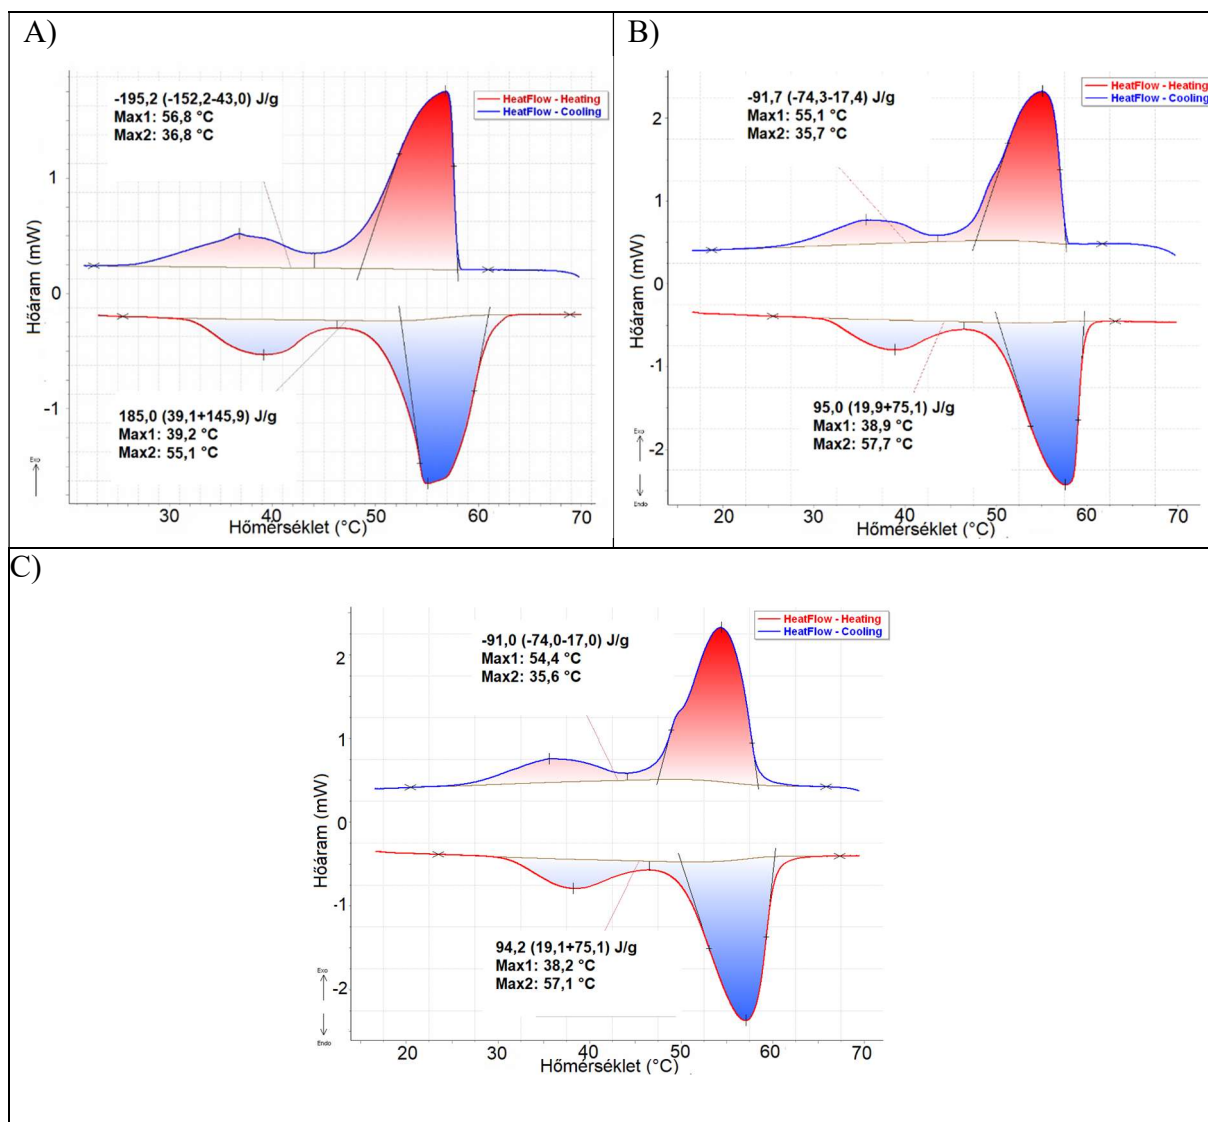 A)
-195,2 (-152,2-43,0) J/g
Max1: 56,8 °C
Max2: 36,8 °C
HeatFlow - Heating
HeatFlow - Cooling
1
0
-1
Hőáram (mW)
185,0 (39,1+145,9) J/g
Max1: 39,2 °C
Max2: 55,1 °C
Exo
30 40 50 60 70
Hőmérséklet (°C)
B)
-91,7 (-74,3-17,4) J/g
Max1: 55,1 °C
Max2: 35,7 °C
HeatFlow - Heating
HeatFlow - Cooling
2
1
0
-1
-2
Hőáram (mW)
95,0 (19,9+75,1) J/g
Max1: 38,9 °C
Max2: 57,7 °C
Exo
Endo
20 30 40 50 60 70
Hőmérséklet (°C)
C)
-91,0 (-74,0-17,0) J/g
Max1: 54,4 °C
Max2: 35,6 °C
HeatFlow - Heating
HeatFlow - Cooling
2
1
0
-1
-2
Hőáram (mW)
94,2 (19,1+75,1) J/g
Max1: 38,2 °C
Max2: 57,1 °C
Exo
Endo
20 30 40 50 60 70
Hőmérséklet (°C)